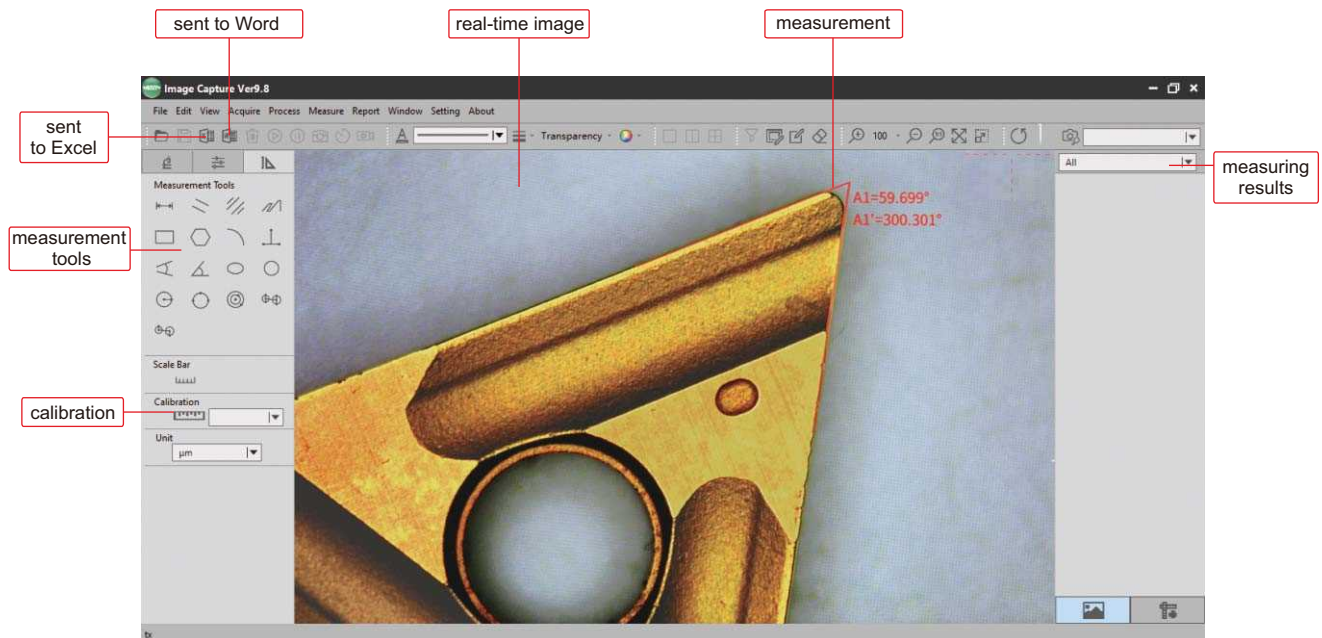 sent to Word
real-time image
measurement
Image Capture Ver9.8
File Edit View Acquire Process Measure Report Window Setting About
sent
to Excel
Transparency
100
All
measuring
results
Measurement Tools
A1=59.699°
A1'=300.301°
measurement
tools
Scale Bar
Calibration
calibration
Unit
μm
tx